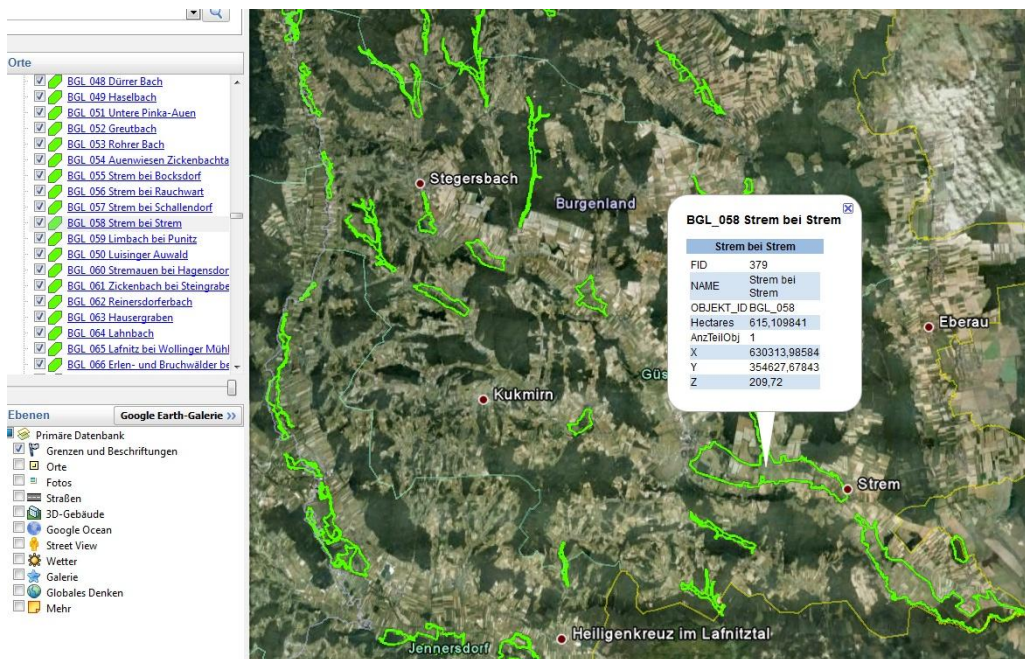 Orte
BGL_048 Dürrer Bach
BGL_049 Haselbach
BGL_051 Untere Pinka-Auen
BGL_052 Greutbach
BGL_053 Rohrer Bach
BGL_054 Auenwiesen Zickenbachta
BGL_055 Strem bei Bocksdorf
BGL_056 Strem bei Rauchwart
BGL_057 Strem bei Schallendorf
BGL_058 Strem bei Strem
BGL_059 Limbach bei Punitz
BGL_050 Luisinger Auwald
BGL_060 Stremauen bei Hagensdor
BGL_061 Zickenbach bei Steingrabe
BGL_062 Reinersdorferbach
BGL_063 Hausergraben
BGL_064 Lahnbach
BGL_065 Lafnitz bei Wollinger Mühl
BGL_066 Erlen- und Bruchwälder be
Ebenen
Google Earth-Galerie >>
Primäre Datenbank
Grenzen und Beschriftungen
Orte
Fotos
Straßen
3D-Gebäude
Google Ocean
Street View
Wetter
Galerie
Globales Denken
Mehr
Stegersbach
Burgenland
BGL_058 Strem bei Strem
Strem bei Strem
FID 379
NAME Strem bei
Strem
OBJEKT_ID BGL_058
Hectares 615,109841
AnzTeilObj 1
X 630313,98584
Y 354627,67843
Z 209,72
Eberau
Güs
Kukmirn
Strem
Heiligenkreuz im Lafnitztal
Jennersdorf